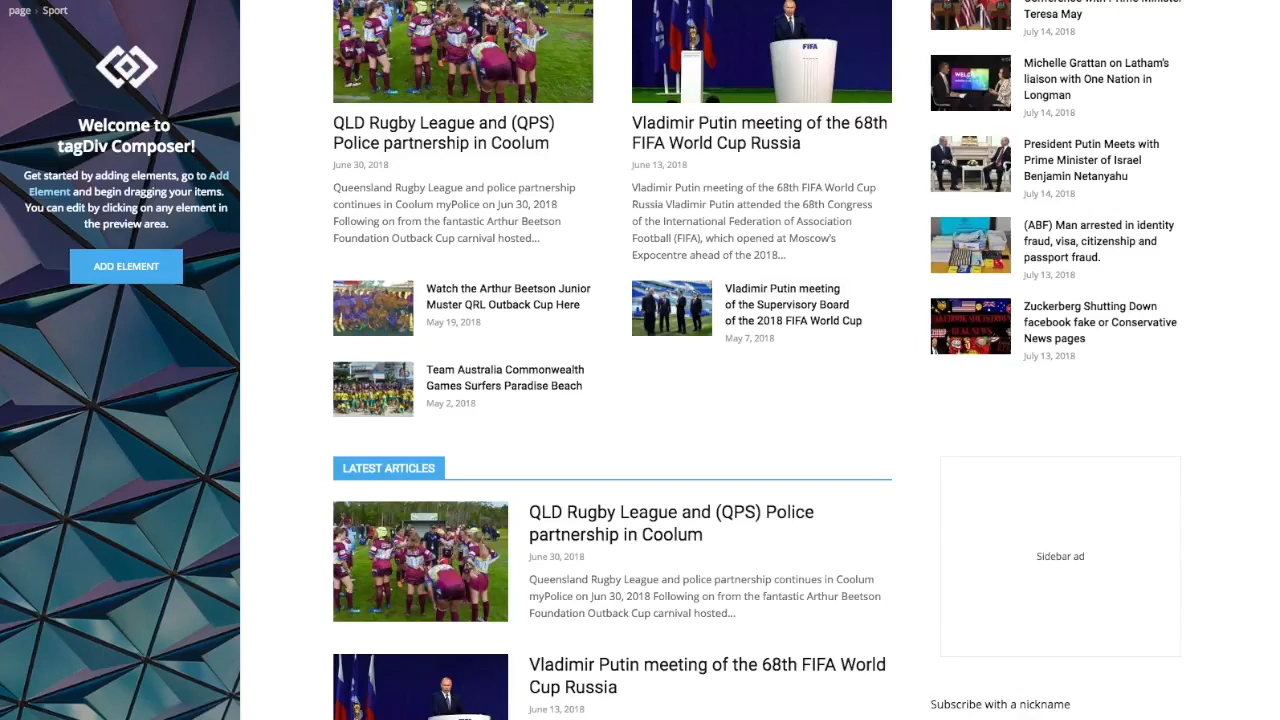 page › Sport
Welcome to
tagDiv Composer!
Get started by adding elements, go to Add
Element and begin dragging your items.
You can edit by clicking on any element in
the preview area.
ADD ELEMENT
FIFA
QLD Rugby League and (QPS)
Police partnership in Coolum
June 30, 2018
Queensland Rugby League and police partnership
continues in Coolum myPolice on Jun 30, 2018
Following on from the fantastic Arthur Beetson
Foundation Outback Cup carnival hosted...
Vladimir Putin meeting of the 68th
FIFA World Cup Russia
June 13, 2018
Vladimir Putin meeting of the 68th FIFA World Cup
Russia Vladimir Putin attended the 68th Congress
of the International Federation of Association
Football (FIFA), which opened at Moscow's
Expocentre ahead of the 2018...
Watch the Arthur Beetson Junior
Muster QRL Outback Cup Here
May 19, 2018
Vladimir Putin meeting
of the Supervisory Board
of the 2018 FIFA World Cup
May 7, 2018
Team Australia Commonwealth
Games Surfers Paradise Beach
May 2, 2018
LATEST ARTICLES
QLD Rugby League and (QPS) Police
partnership in Coolum
June 30, 2018
Queensland Rugby League and police partnership continues in Coolum
myPolice on Jun 30, 2018 Following on from the fantastic Arthur Beetson
Foundation Outback Cup carnival hosted...
Vladimir Putin meeting of the 68th FIFA World
Cup Russia
June 13, 2018
Teresa May
July 14, 2018
Michelle Grattan on Latham's
liaison with One Nation in
Longman
July 14, 2018
President Putin Meets with
Prime Minister of Israel
Benjamin Netanyahu
July 14, 2018
(ABF) Man arrested in identity
fraud, visa, citizenship and
passport fraud.
July 13, 2018
Zuckerberg Shutting Down
facebook fake or Conservative
News pages
July 13, 2018
Sidebar ad
Subscribe with a nickname